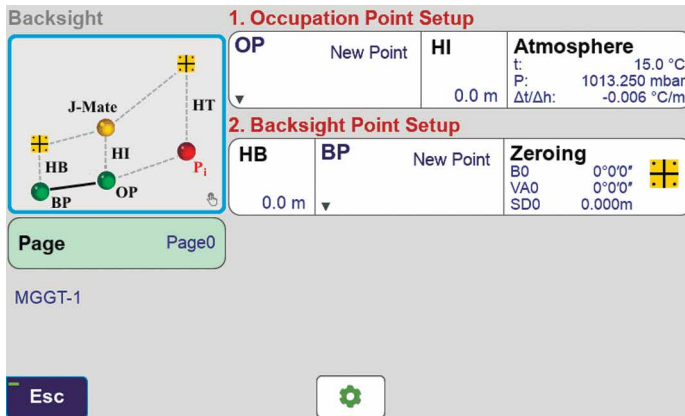 Backsight
1. Occupation Point Setup
OP
New Point
HI
0.0 m
Atmosphere
t: 15.0 °C
P: 1013.250 mbar
Δt/Δh: -0.006 °C/m
2. Backsight Point Setup
HB
0.0 m
BP
New Point
Zeroing
B0 0°0'0"
VA0 0°0'0"
SD0 0.000m
J-Mate
HT
HI
HB
Pi
OP
BP
Page Page0
MGGT-1
Esc